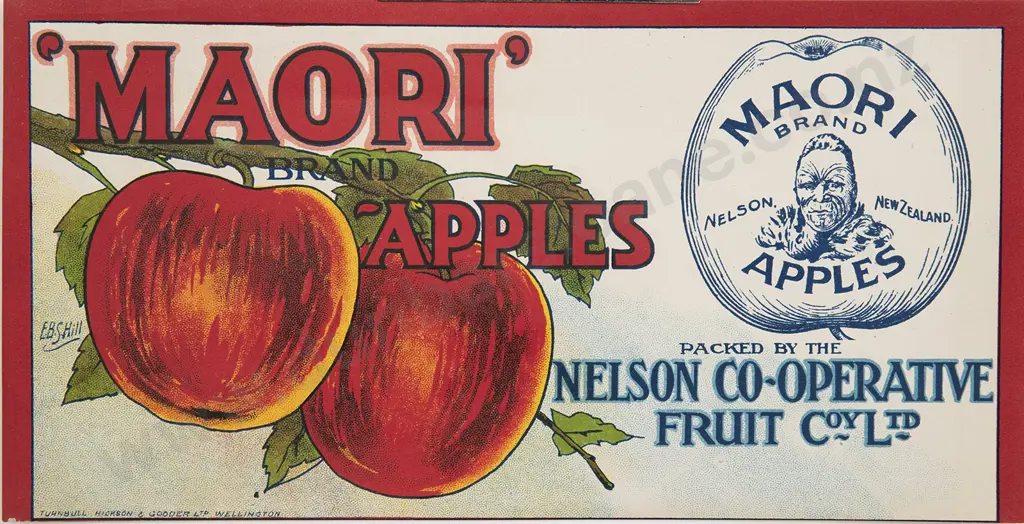 'MAORI'
BRAND
APPLES
E.B.S. Hill
MAORI
BRAND
NELSON, NEW ZEALAND.
APPLES
PACKED BY THE
NELSON CO-OPERATIVE
FRUIT COY LTD
TURNBULL HICKSON & GOODER LTD WELLINGTON